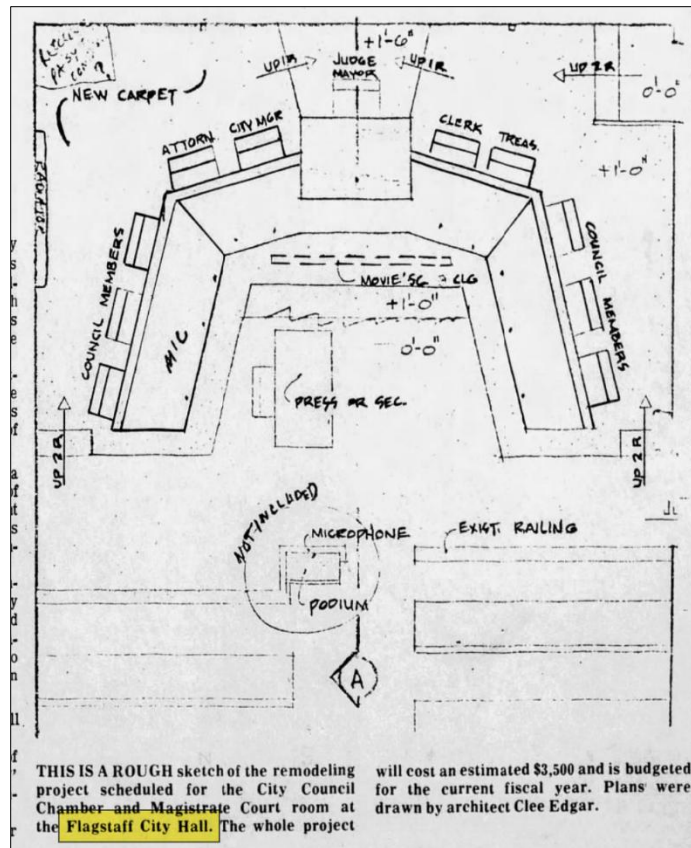 +1'-6"
UP 1R
JUDGE
MAYOR
UP 1R
UP 2R
0'-0"
NEW CARPET
ATTORN.
CITY MGR
CLERK
TREAS.
+1'-0"
COUNCIL MEMBERS
COUNCIL MEMBERS
MOVIE SC. @ CLG
+1'-0"
0'-0"
M/C
PRESS OR SEC.
UP 2R
UP 2R
NOT INCLUDED
MICROPHONE
EXIST. RAILING
PODIUM
A
THIS IS A ROUGH sketch of the remodeling
project scheduled for the City Council
Chamber and Magistrate Court room at
the Flagstaff City Hall. The whole project
will cost an estimated $3,500 and is budgeted
for the current fiscal year. Plans were
drawn by architect Clee Edgar.